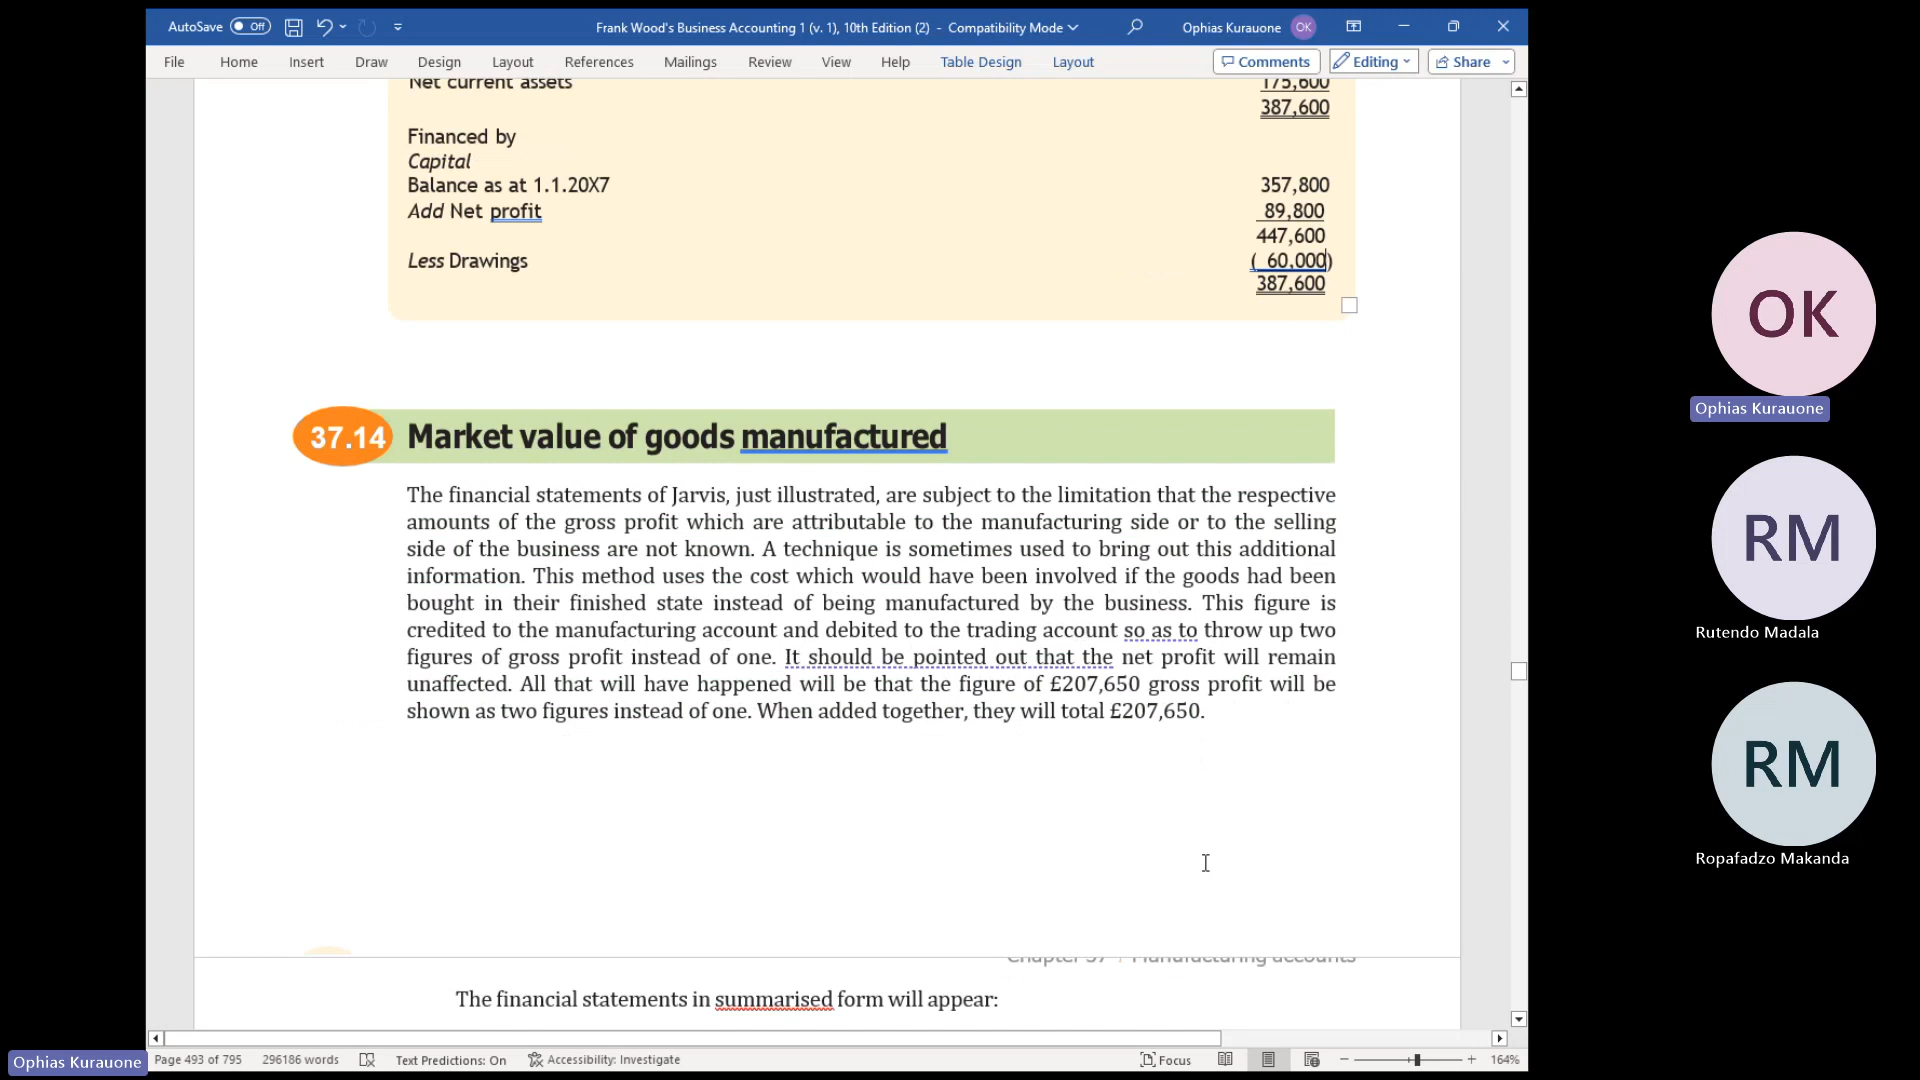 AutoSave Off Frank Wood's Business Accounting 1 (v. 1), 10th Edition (2) - Compatibility Mode Ophias Kurauone OK
File Home Insert Draw Design Layout References Mailings Review View Help Table Design Layout Comments Editing Share
Net current assets 175,600
387,600
Financed by
Capital
Balance as at 1.1.20X7 357,800
Add Net profit 89,800
447,600
Less Drawings ( 60,000)
387,600
37.14 Market value of goods manufactured
The financial statements of Jarvis, just illustrated, are subject to the limitation that the respective
amounts of the gross profit which are attributable to the manufacturing side or to the selling
side of the business are not known. A technique is sometimes used to bring out this additional
information. This method uses the cost which would have been involved if the goods had been
bought in their finished state instead of being manufactured by the business. This figure is
credited to the manufacturing account and debited to the trading account so as to throw up two
figures of gross profit instead of one. It should be pointed out that the net profit will remain
unaffected. All that will have happened will be that the figure of £207,650 gross profit will be
shown as two figures instead of one. When added together, they will total £207,650.
Chapter 37 Manufacturing accounts
The financial statements in summarised form will appear:
Page 493 of 795 296186 words Text Predictions: On Accessibility: Investigate Focus 164%
Ophias Kurauone
OK
Ophias Kurauone
RM
Rutendo Madala
RM
Ropafadzo Makanda